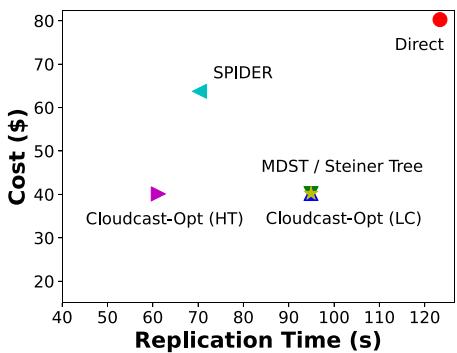 80
70
60
50
40
30
20
Cost ($)
Direct
SPIDER
MDST / Steiner Tree
Cloudcast-Opt (HT)
Cloudcast-Opt (LC)
40 50 60 70 80 90 100 110 120
Replication Time (s)